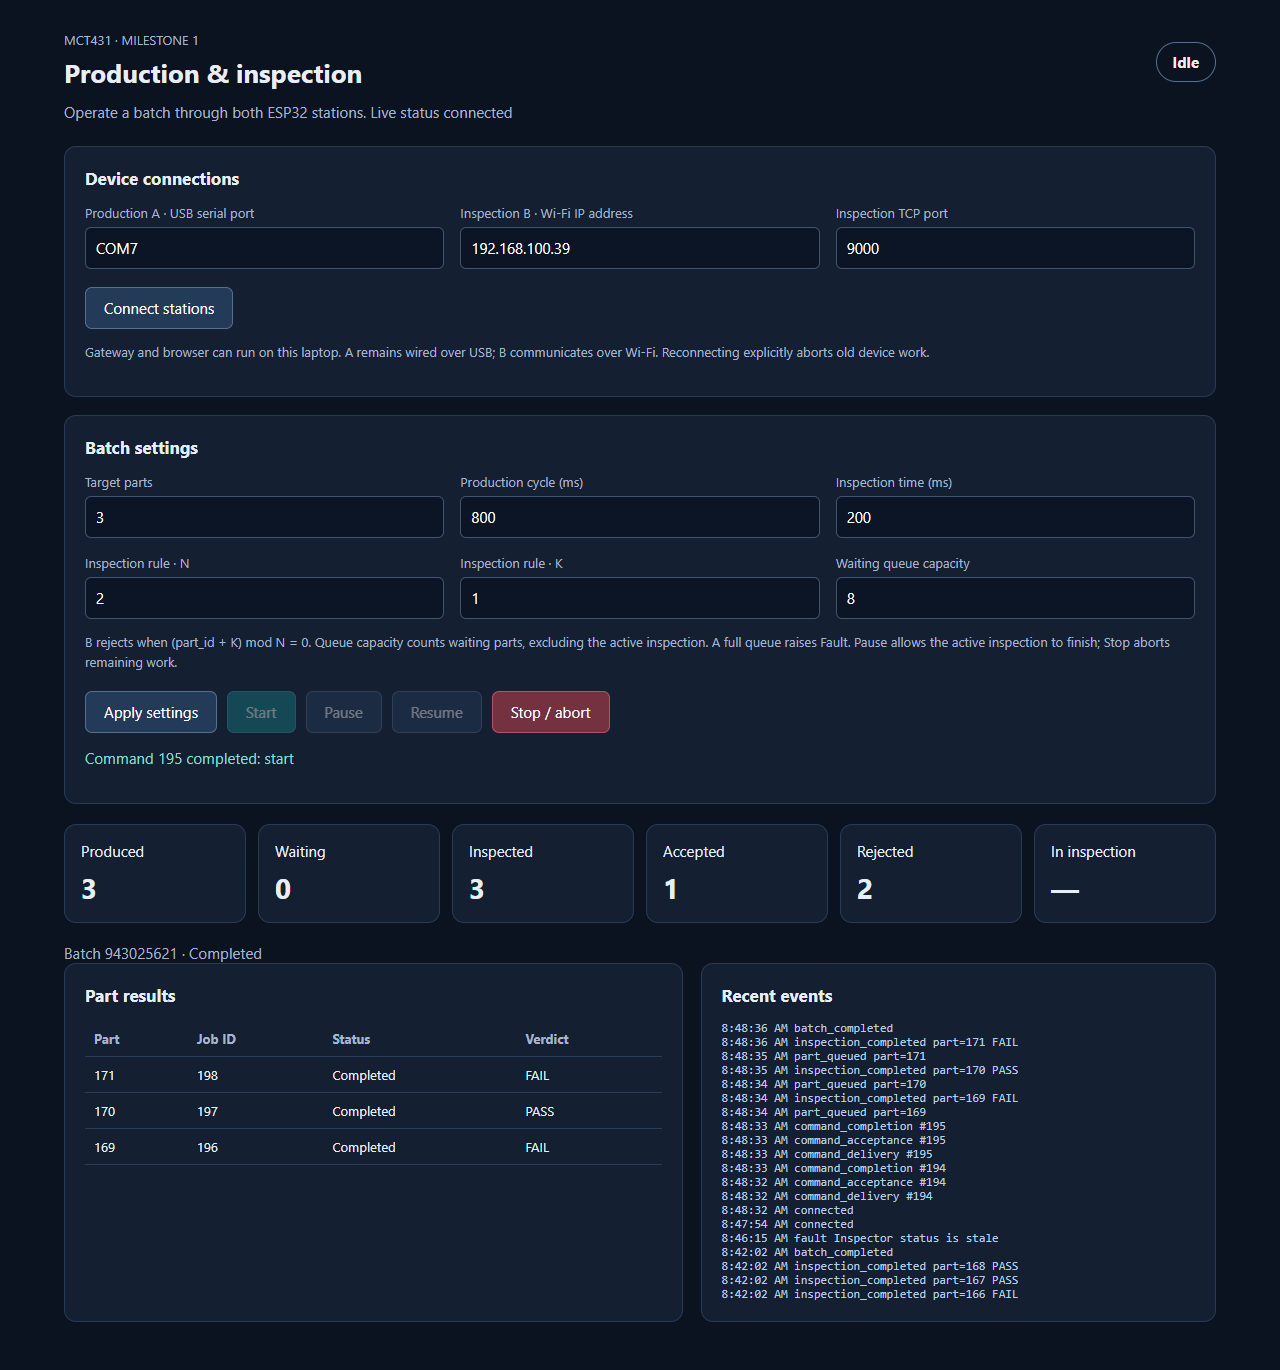 MCT431 · MILESTONE 1
Production & inspection
Idle
Operate a batch through both ESP32 stations. Live status connected
Device connections
Production A · USB serial port
Inspection B · Wi-Fi IP address
Inspection TCP port
COM7
192.168.100.39
9000
Connect stations
Gateway and browser can run on this laptop. A remains wired over USB; B communicates over Wi-Fi. Reconnecting explicitly aborts old device work.
Batch settings
Target parts
Production cycle (ms)
Inspection time (ms)
3
800
200
Inspection rule · N
Inspection rule · K
Waiting queue capacity
2
1
8
B rejects when (part_id + K) mod N = 0. Queue capacity counts waiting parts, excluding the active inspection. A full queue raises Fault. Pause allows the active inspection to finish; Stop aborts
remaining work.
Apply settings
Start
Pause
Resume
Stop / abort
Command 195 completed: start
Produced
Waiting
Inspected
Accepted
Rejected
In inspection
3
0
3
1
2
—
Batch 943025621 · Completed
Part results
Part Job ID Status Verdict
171 198 Completed FAIL
170 197 Completed PASS
169 196 Completed FAIL
Recent events
8:48:36 AM batch_completed
8:48:36 AM inspection_completed part=171 FAIL
8:48:35 AM part_queued part=171
8:48:35 AM inspection_completed part=170 PASS
8:48:34 AM part_queued part=170
8:48:34 AM inspection_completed part=169 FAIL
8:48:34 AM part_queued part=169
8:48:33 AM command_completion #195
8:48:33 AM command_acceptance #195
8:48:33 AM command_delivery #195
8:48:33 AM command_completion #194
8:48:32 AM command_acceptance #194
8:48:32 AM command_delivery #194
8:48:32 AM connected
8:47:54 AM connected
8:46:15 AM fault Inspector status is stale
8:42:02 AM batch_completed
8:42:02 AM inspection_completed part=168 PASS
8:42:02 AM inspection_completed part=167 PASS
8:42:02 AM inspection_completed part=166 FAIL